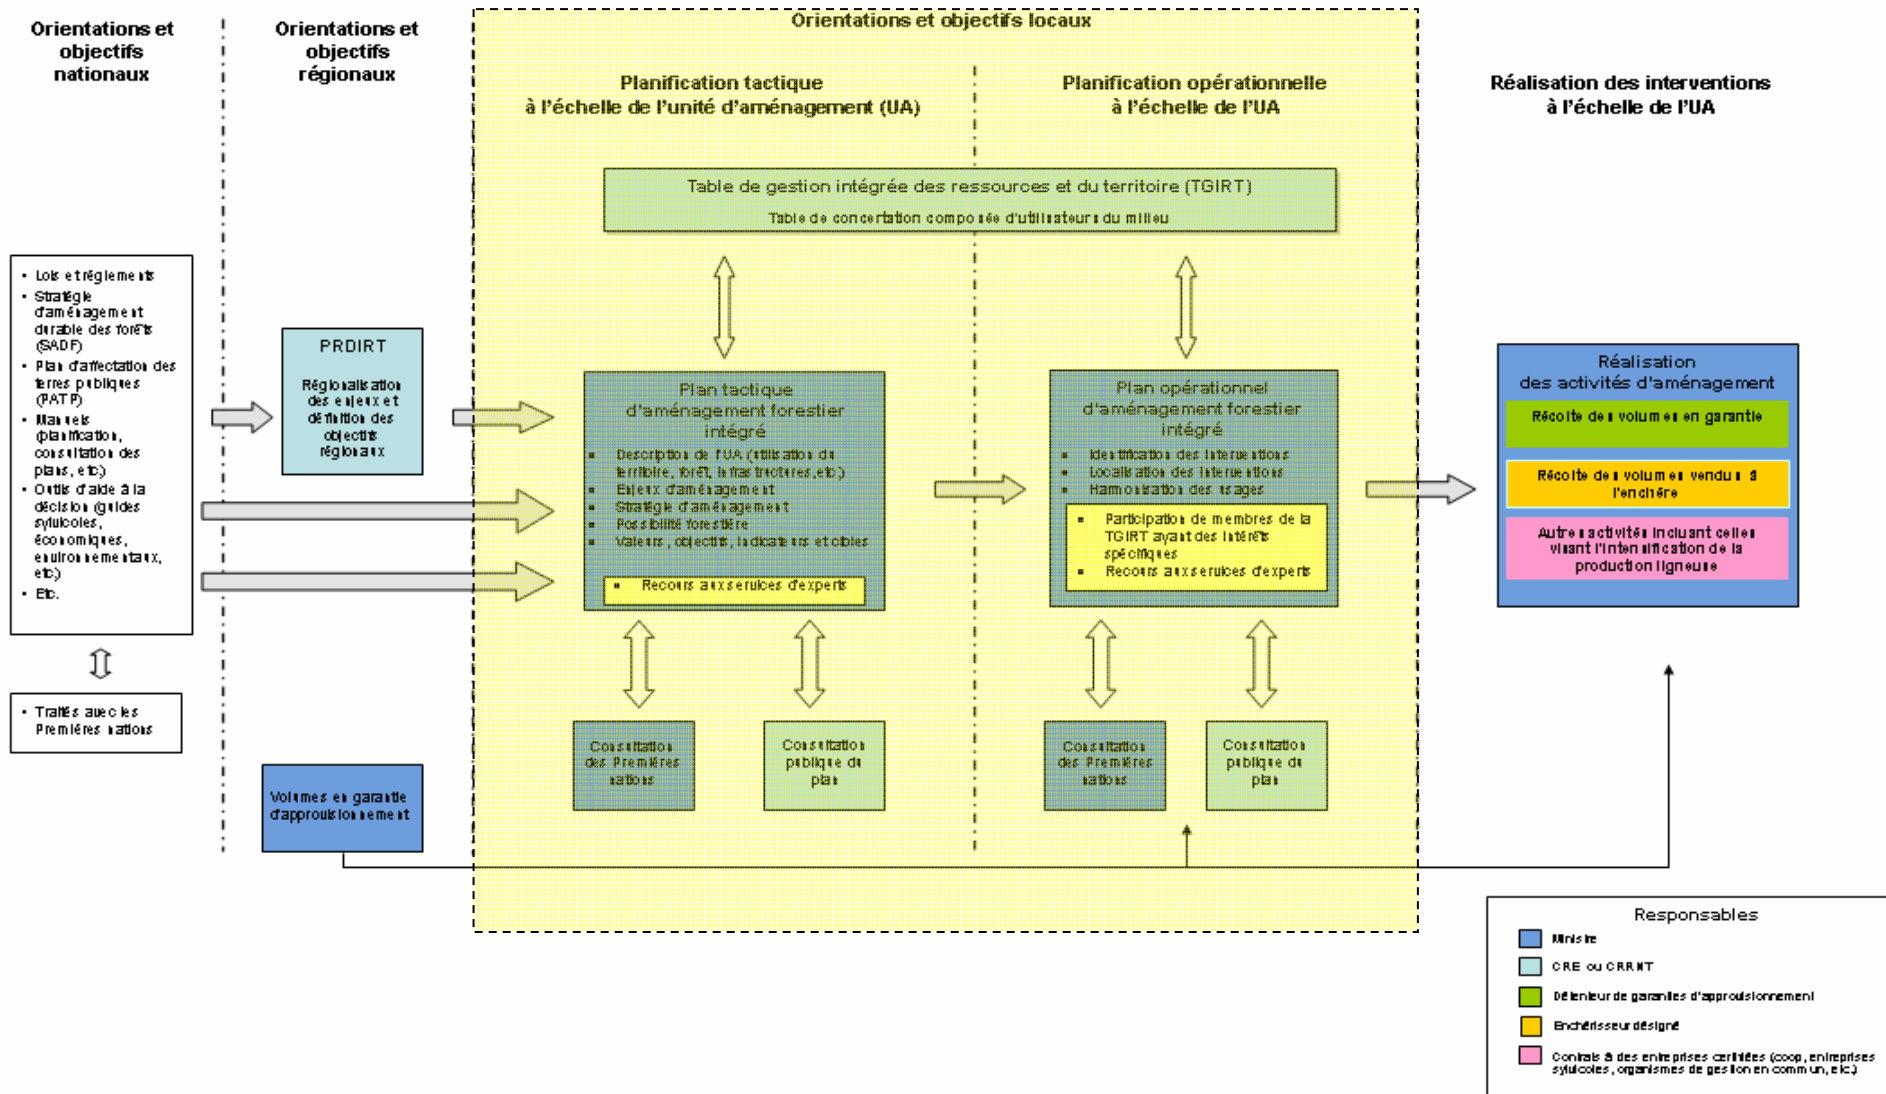 Orientations et
objectifs
nationaux
Orientations et
objectifs
régionaux
Orientations et objectifs locaux
Planification tactique
à l'échelle de l'unité d'aménagement (UA)
Planification opérationnelle
à l'échelle de l'UA
Réalisation des interventions
à l'échelle de l'UA
Table de gestion intégrée des ressources et du territoire (TGIRT)
Table de concertation composée d'utilisateurs du milieu
• Lois et règlements
• Stratégie
d'aménagement
durable des forêts
(SADF)
• Plan d'affectation des
terres publiques
(PATP)
• Manuels
(planification,
consultation des
plans, etc.)
• Outils d'aide à la
décision (guides
sylvicoles,
économiques,
environnementaux,
etc.)
• Etc.
• Traités avec les
Premières nations
PRDIRT
Régionalisation
des enjeux et
définition des
objectifs
régionaux
Volumes en garantie
d'approvisionnement
Plan tactique
d'aménagement forestier
intégré
▪ Description de l'UA (utilisation du
territoire, forêt, infrastructures,etc.)
▪ Enjeux d'aménagement
▪ Stratégie d'aménagement
▪ Possibilité forestière
▪ Valeurs, objectifs, indicateurs et cibles
▪ Recours aux services d'experts
Consultation
des Premières
nations
Consultation
publique du
plan
Plan opérationnel
d'aménagement forestier
intégré
▪ Identification des interventions
▪ Localisation des interventions
▪ Harmonisation des usages
▪ Participation de membres de la
TGIRT ayant des intérêts
spécifiques
▪ Recours aux services d'experts
Consultation
des Premières
nations
Consultation
publique du
plan
Réalisation
des activités d'aménagement
Récolte des volumes en garantie
Récolte des volumes vendus à
l'enchère
Autres activités incluant celles
visant l'intensification de la
production ligneuse
Responsables
Ministre
CRE ou CRRNT
Détenteur de garanties d'approvisionnement
Enchérisseur désigné
Contrats à des entreprises certifiées (coop, entreprises
sylvicoles, organismes de gestion en commun, etc.)